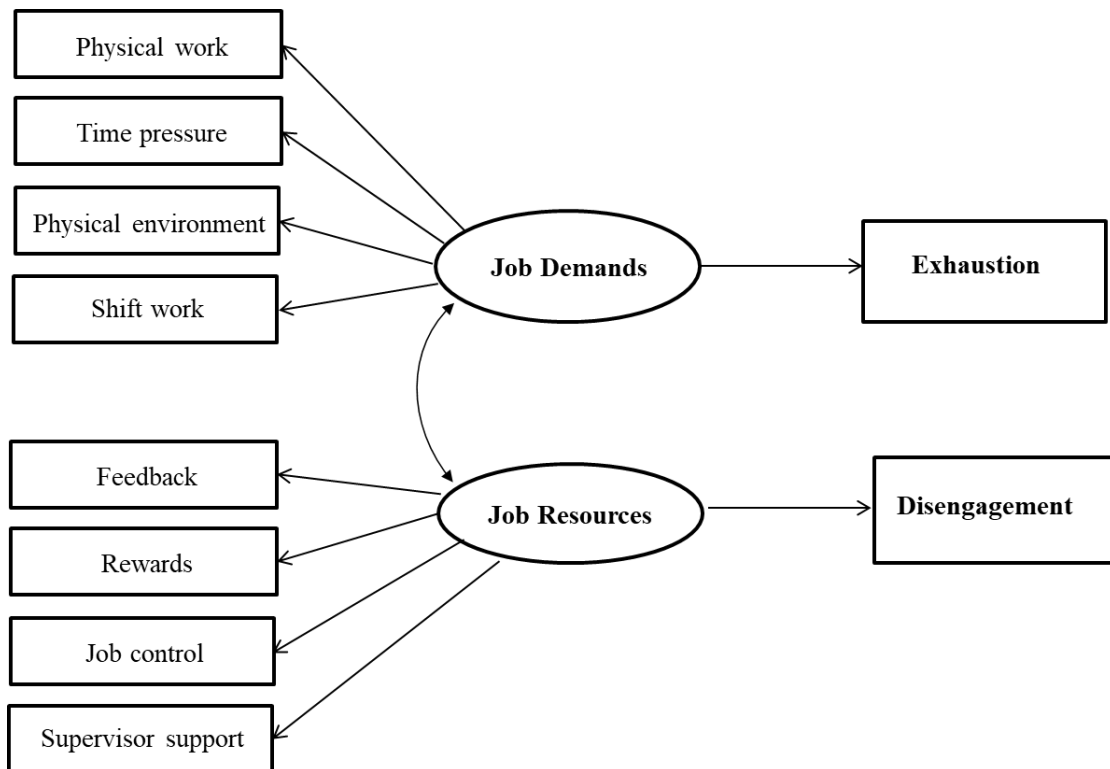 Physical work
Time pressure
Physical environment
Shift work
Job Demands
Exhaustion
Feedback
Rewards
Job control
Supervisor support
Job Resources
Disengagement